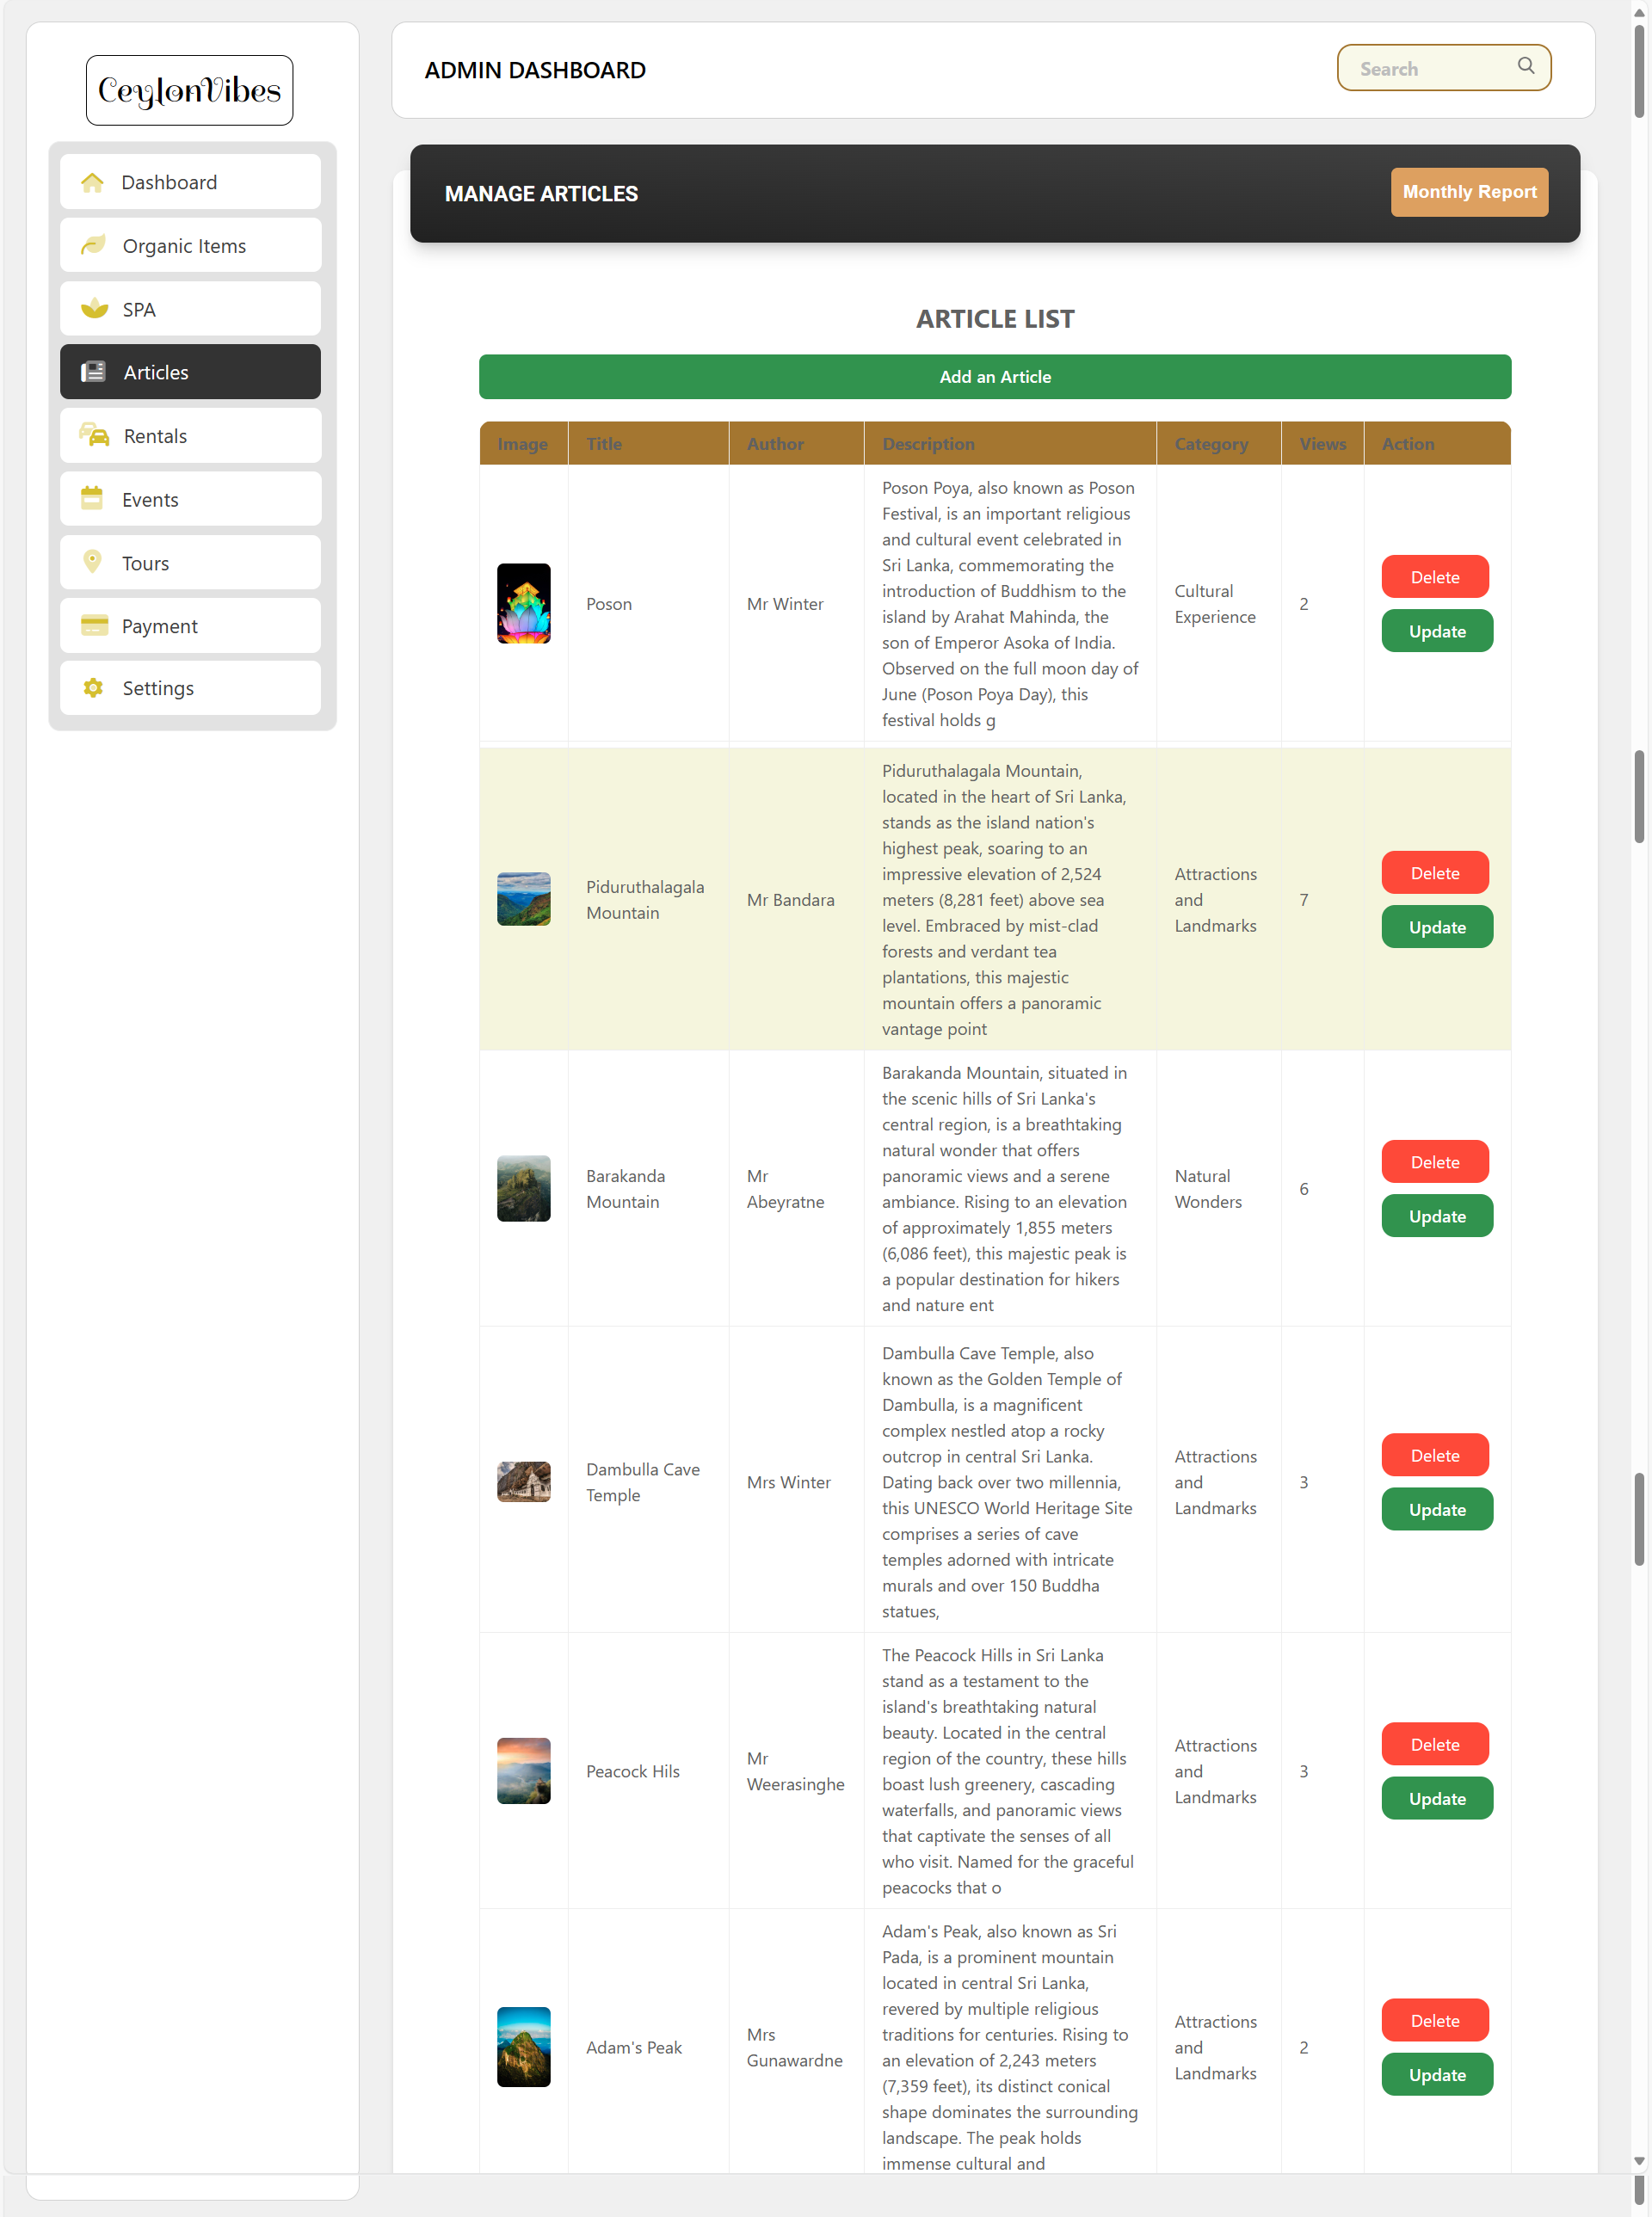 CeylonVibes
Dashboard
Organic Items
SPA
Articles
Rentals
Events
Tours
Payment
Settings
ADMIN DASHBOARD
Search
MANAGE ARTICLES
Monthly Report
ARTICLE LIST
Add an Article
Image Title Author Description Category Views Action
Poson
Mr Winter
Poson Poya, also known as Poson
Festival, is an important religious
and cultural event celebrated in
Sri Lanka, commemorating the
introduction of Buddhism to the
island by Arahat Mahinda, the
son of Emperor Asoka of India.
Observed on the full moon day of
June (Poson Poya Day), this
festival holds g
Cultural
Experience
2
Delete
Update
Piduruthalagala
Mountain
Mr Bandara
Piduruthalagala Mountain,
located in the heart of Sri Lanka,
stands as the island nation's
highest peak, soaring to an
impressive elevation of 2,524
meters (8,281 feet) above sea
level. Embraced by mist-clad
forests and verdant tea
plantations, this majestic
mountain offers a panoramic
vantage point
Attractions
and
Landmarks
7
Delete
Update
Barakanda
Mountain
Mr
Abeyratne
Barakanda Mountain, situated in
the scenic hills of Sri Lanka's
central region, is a breathtaking
natural wonder that offers
panoramic views and a serene
ambiance. Rising to an elevation
of approximately 1,855 meters
(6,086 feet), this majestic peak is
a popular destination for hikers
and nature ent
Natural
Wonders
6
Delete
Update
Dambulla Cave
Temple
Mrs Winter
Dambulla Cave Temple, also
known as the Golden Temple of
Dambulla, is a magnificent
complex nestled atop a rocky
outcrop in central Sri Lanka.
Dating back over two millennia,
this UNESCO World Heritage Site
comprises a series of cave
temples adorned with intricate
murals and over 150 Buddha
statues,
Attractions
and
Landmarks
3
Delete
Update
Peacock Hils
Mr
Weerasinghe
The Peacock Hills in Sri Lanka
stand as a testament to the
island's breathtaking natural
beauty. Located in the central
region of the country, these hills
boast lush greenery, cascading
waterfalls, and panoramic views
that captivate the senses of all
who visit. Named for the graceful
peacocks that o
Attractions
and
Landmarks
3
Delete
Update
Adam's Peak
Mrs
Gunawardne
Adam's Peak, also known as Sri
Pada, is a prominent mountain
located in central Sri Lanka,
revered by multiple religious
traditions for centuries. Rising to
an elevation of 2,243 meters
(7,359 feet), its distinct conical
shape dominates the surrounding
landscape. The peak holds
immense cultural and
Attractions
and
Landmarks
2
Delete
Update